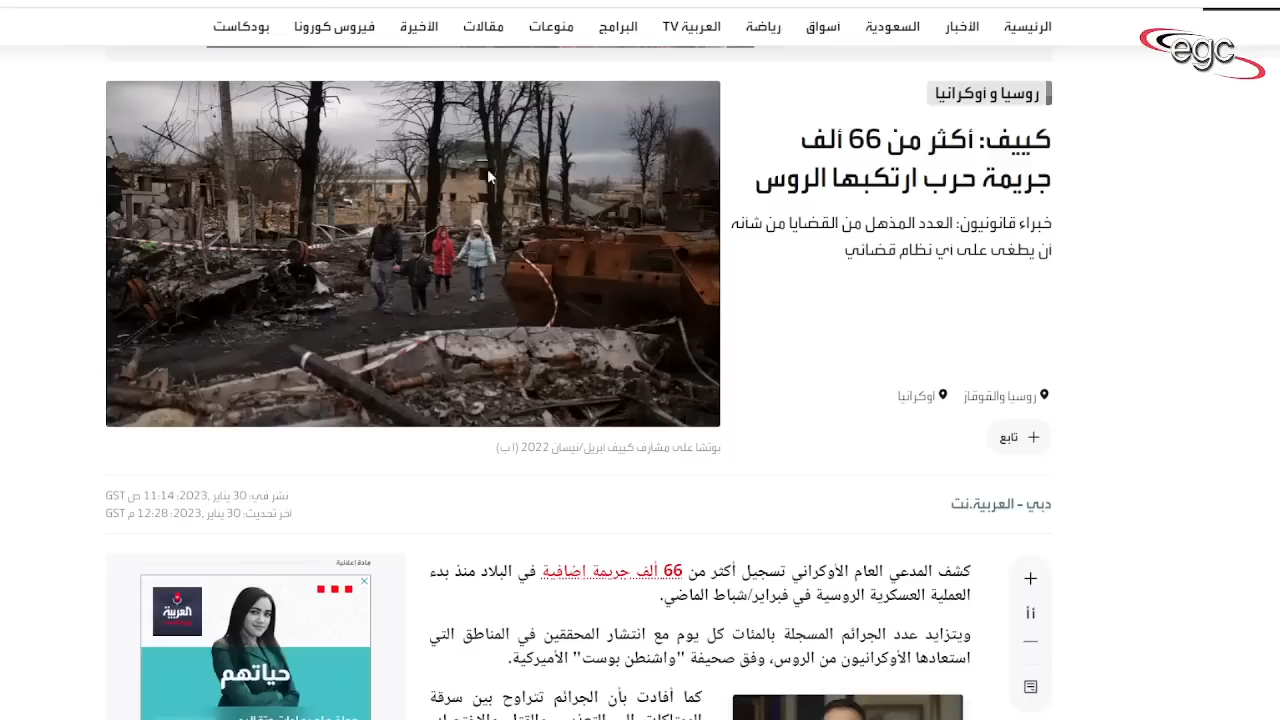 الرئيسية الأخبار السعودية أسواق رياضة العربية TV البرامج منوعات مقالات الأخيرة فيروس كورونا بودكاست
egc
روسيا و أوكرانيا
كييف: أكثر من 66 ألف
جريمة حرب ارتكبها الروس
خبراء قانونيون: العدد المذهل من القضايا من شأنه
أن يطغى على أي نظام قضائي
روسيا والقوقاز أوكرانيا
+ تابع
بوتشا على مشارف كييف أبريل/نيسان 2022 (أ ب)
دبي - العربية.نت
نشر في: 30 يناير ,2023: 11:14 ص GST
آخر تحديث: 30 يناير ,2023: 12:28 م GST
كشف المدعي العام الأوكراني تسجيل أكثر من 66 ألف جريمة إضافية في البلاد منذ بدء
العملية العسكرية الروسية في فبراير/شباط الماضي.
ويتزايد عدد الجرائم المسجلة بالمئات كل يوم مع انتشار المحققين في المناطق التي
استعادها الأوكرانيون من الروس، وفق صحيفة "واشنطن بوست" الأميركية.
كما أفادت بأن الجرائم تتراوح بين سرقة
مادة إعلانية
العربية
حياتهم